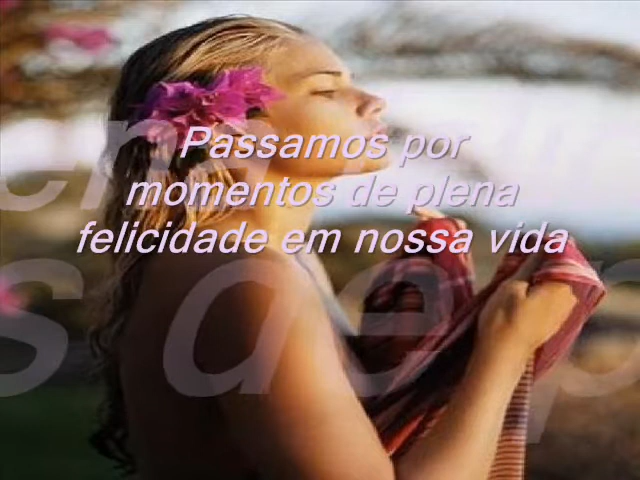 Passamos por
momentos de plena
felicidade em nossa vida